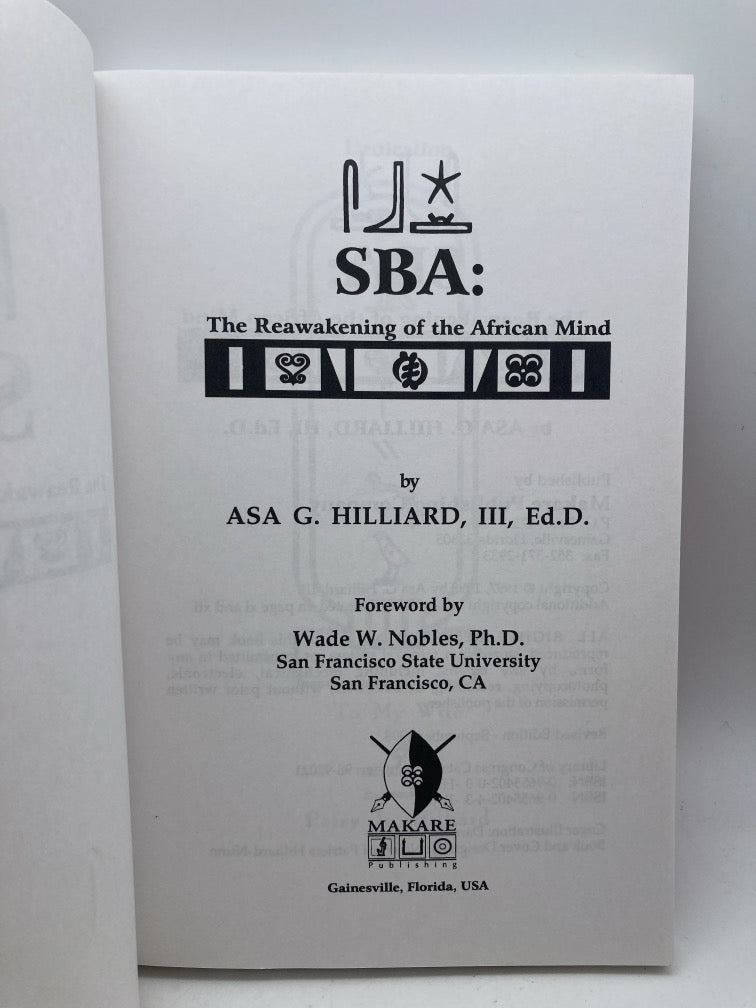 SBA:
The Reawakening of the African Mind
by
ASA G. HILLIARD, III, Ed.D.
Foreword by
Wade W. Nobles, Ph.D.
San Francisco State University
San Francisco, CA
MAKARE
Publishing
Gainesville, Florida, USA